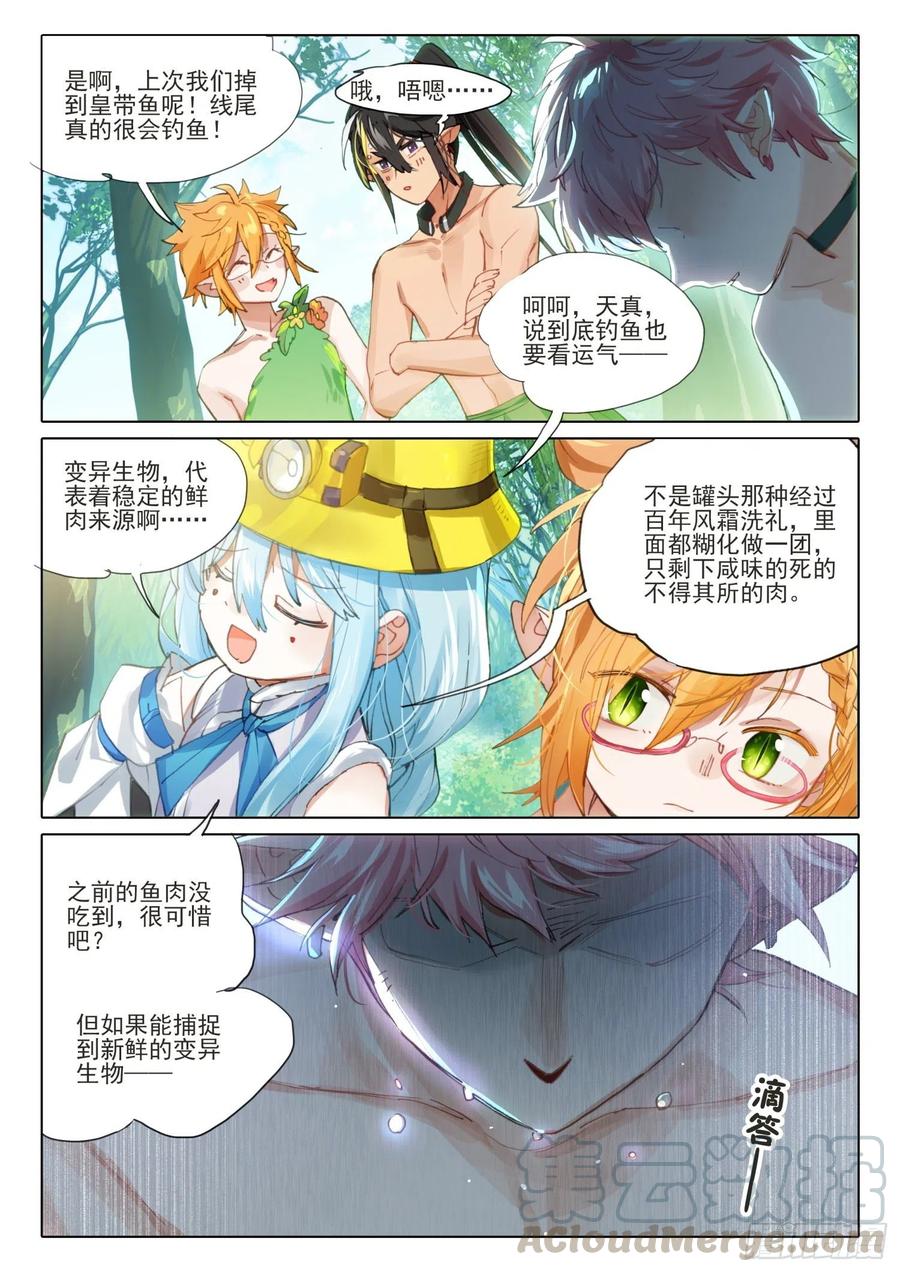 是啊，上次我们掉
到皇带鱼呢！线尾
真的很会钓鱼！
哦，唔嗯……
呵呵，天真，
说到底钓鱼也
要看运气——
变异生物，代
表着稳定的鲜
肉来源啊……
不是罐头那种经过
百年风霜洗礼，里
面都糊化做一团，
只剩下咸味的死的
不得其所的肉。
之前的鱼肉没
吃到，很可惜
吧？
但如果能捕捉
到新鲜的变异
生物——
滴答——
集云数据
AcloudMerge.com